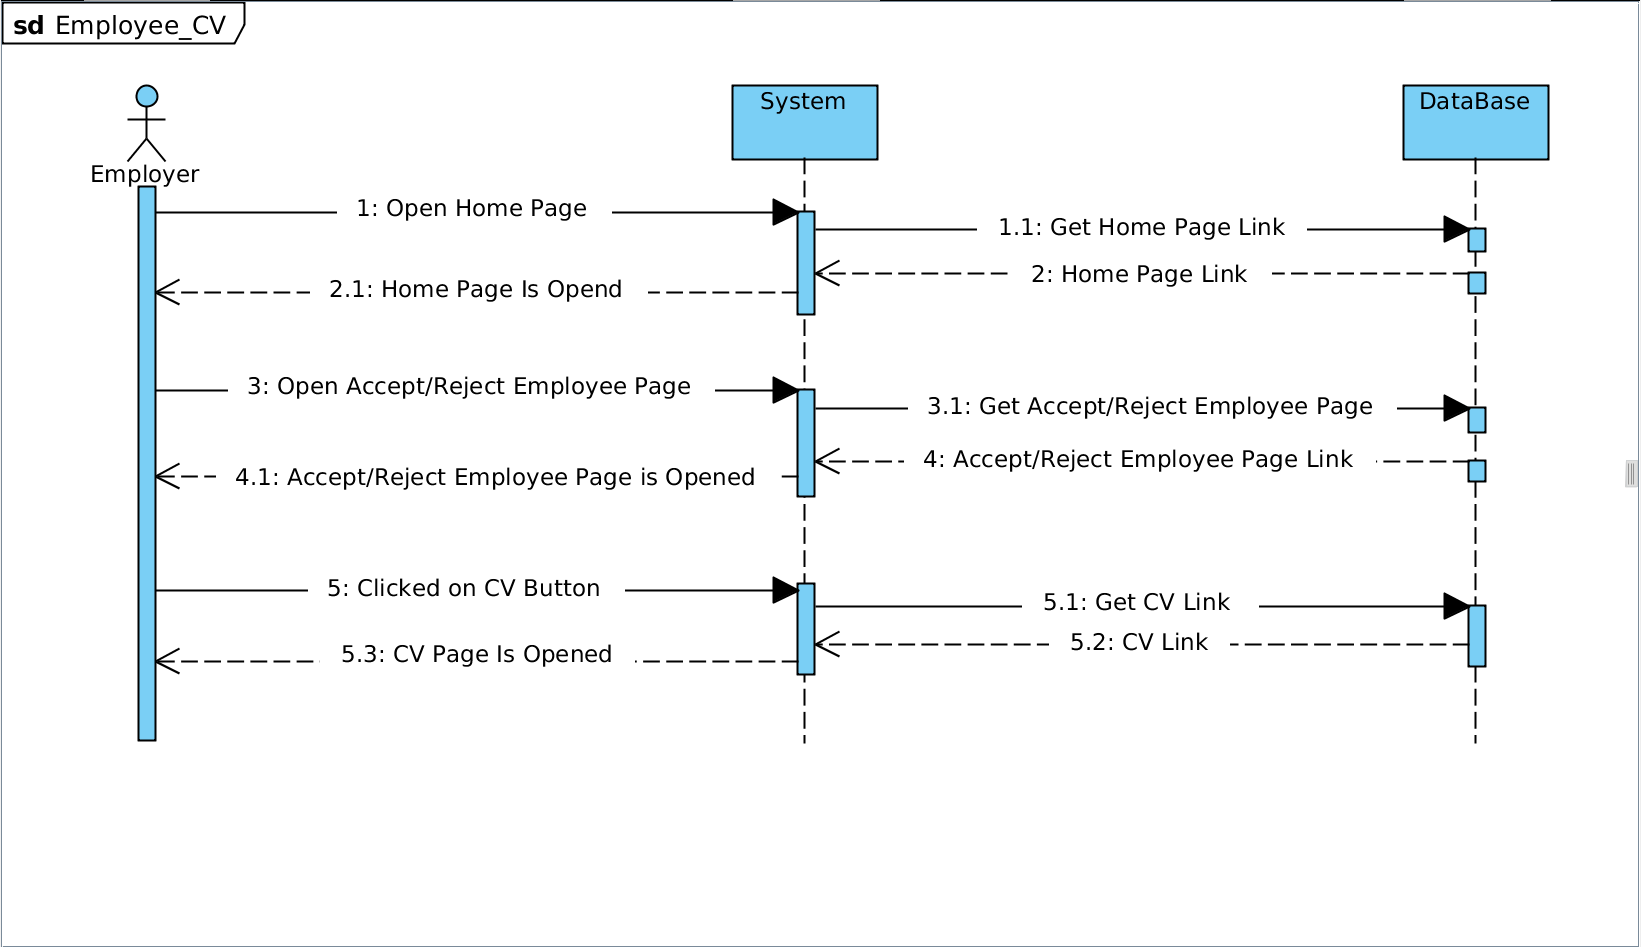 sd Employee_CV
System
DataBase
Employer
1: Open Home Page
1.1: Get Home Page Link
2: Home Page Link
2.1: Home Page Is Opend
3: Open Accept/Reject Employee Page
3.1: Get Accept/Reject Employee Page
4: Accept/Reject Employee Page Link
4.1: Accept/Reject Employee Page is Opened
5: Clicked on CV Button
5.1: Get CV Link
5.2: CV Link
5.3: CV Page Is Opened